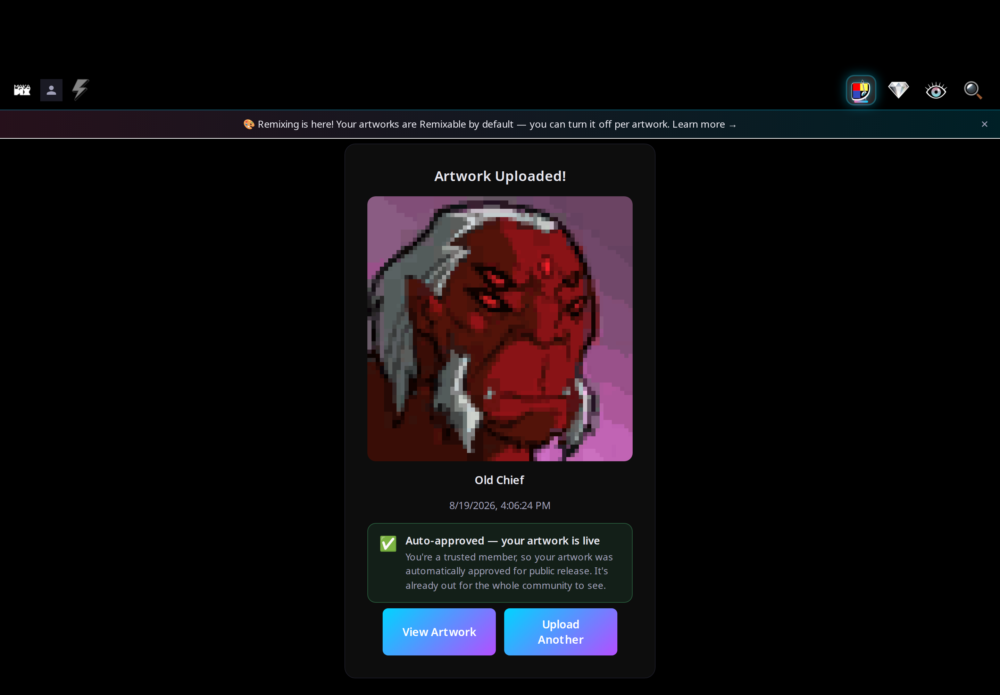 MAKA
PIX
🎨 Remixing is here! Your artworks are Remixable by default — you can turn it off per artwork. Learn more →
×
Artwork Uploaded!
Old Chief
8/19/2026, 4:06:24 PM
✅ Auto-approved — your artwork is live
You're a trusted member, so your artwork was
automatically approved for public release. It's
already out for the whole community to see.
View Artwork
Upload
Another